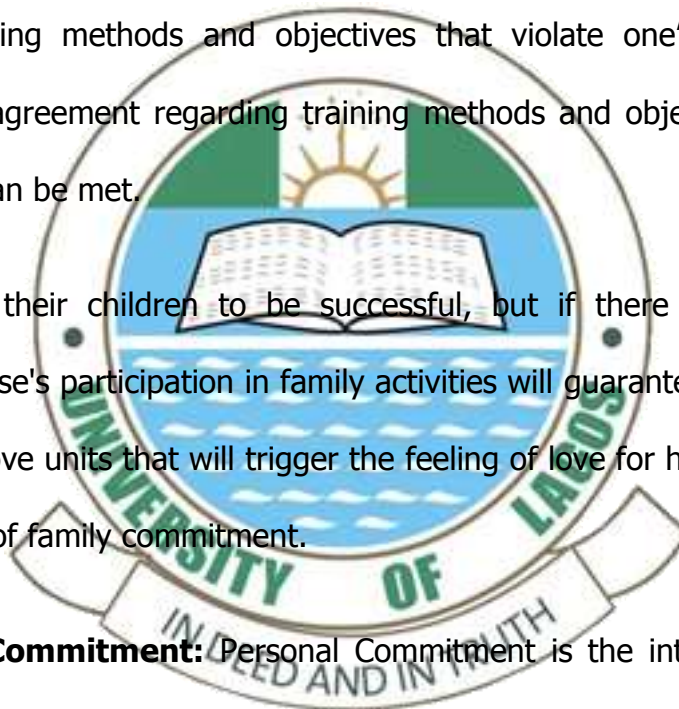 ing methods and objectives that violate one'
greement regarding training methods and obje
an be met.
their children to be successful, but if there
se's participation in family activities will guarante
ve units that will trigger the feeling of love for h
of family commitment.
Commitment: Personal Commitment is the int
UNIVERSITY OF LAGOS
IN DEED AND IN TRUTH